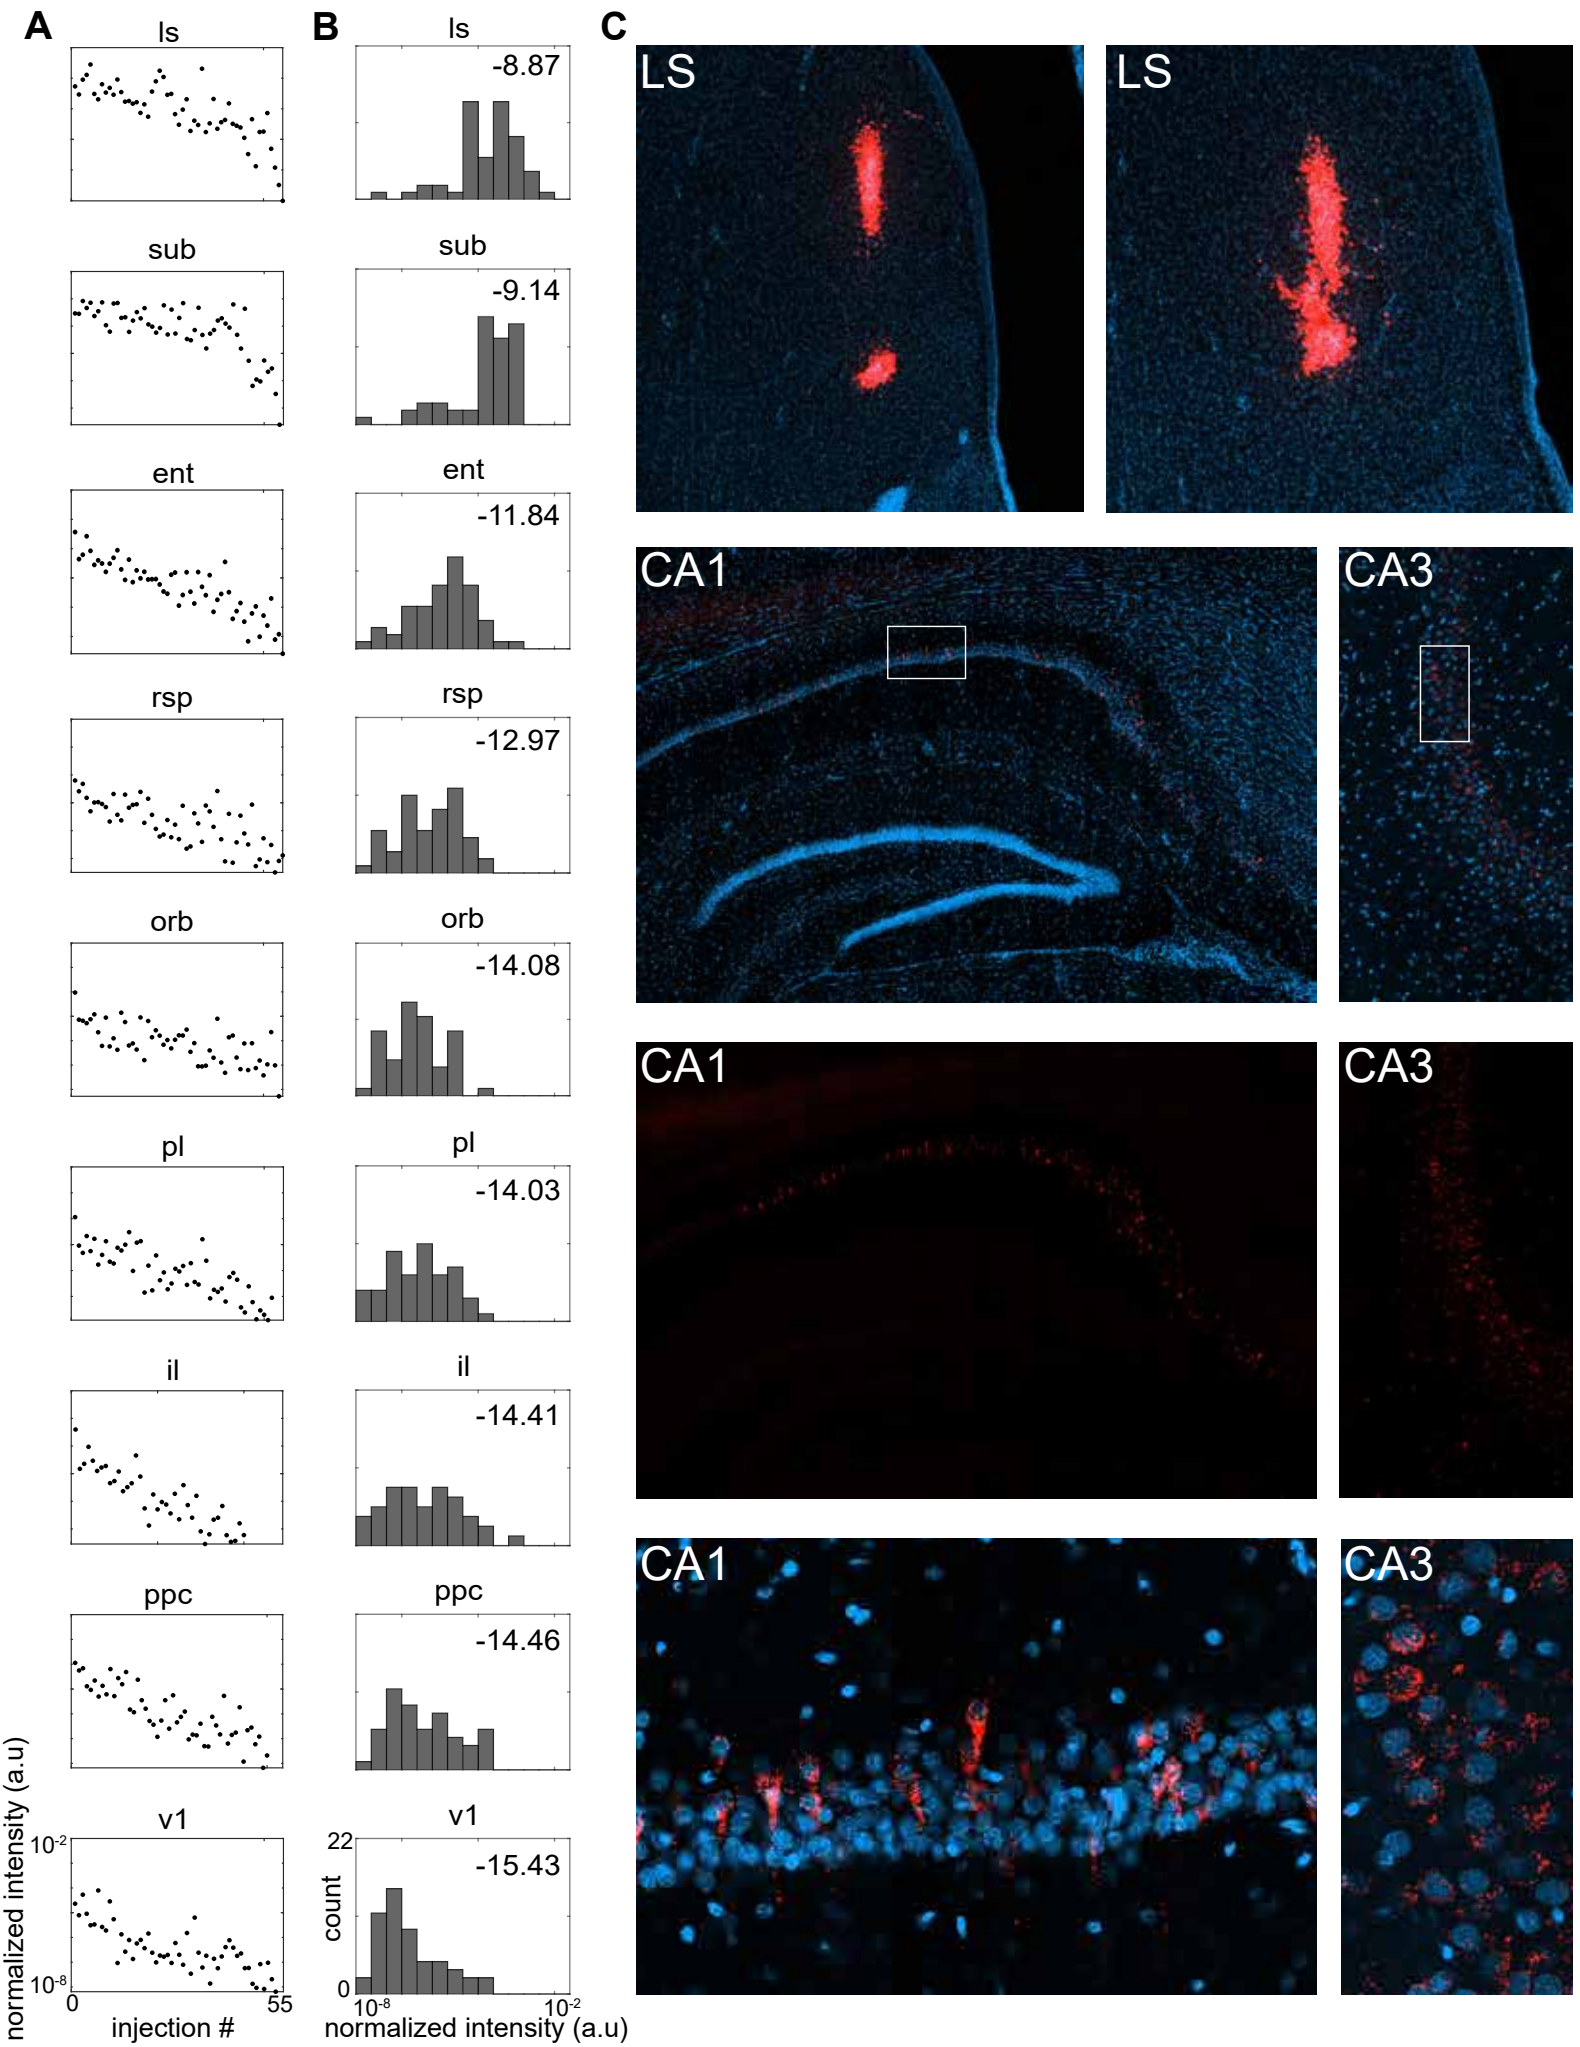 A
B
C
ls
ls
-8.87
LS
LS
sub
sub
-9.14
ent
ent
-11.84
CA1
CA3
rsp
rsp
-12.97
orb
orb
-14.08
CA1
CA3
pl
pl
-14.03
il
il
-14.41
CA1
CA3
ppc
ppc
-14.46
v1
v1
-15.43
normalized intensity (a.u)
10-2
10-8
0
55
injection #
count
22
0
10-8
10-2
normalized intensity (a.u)